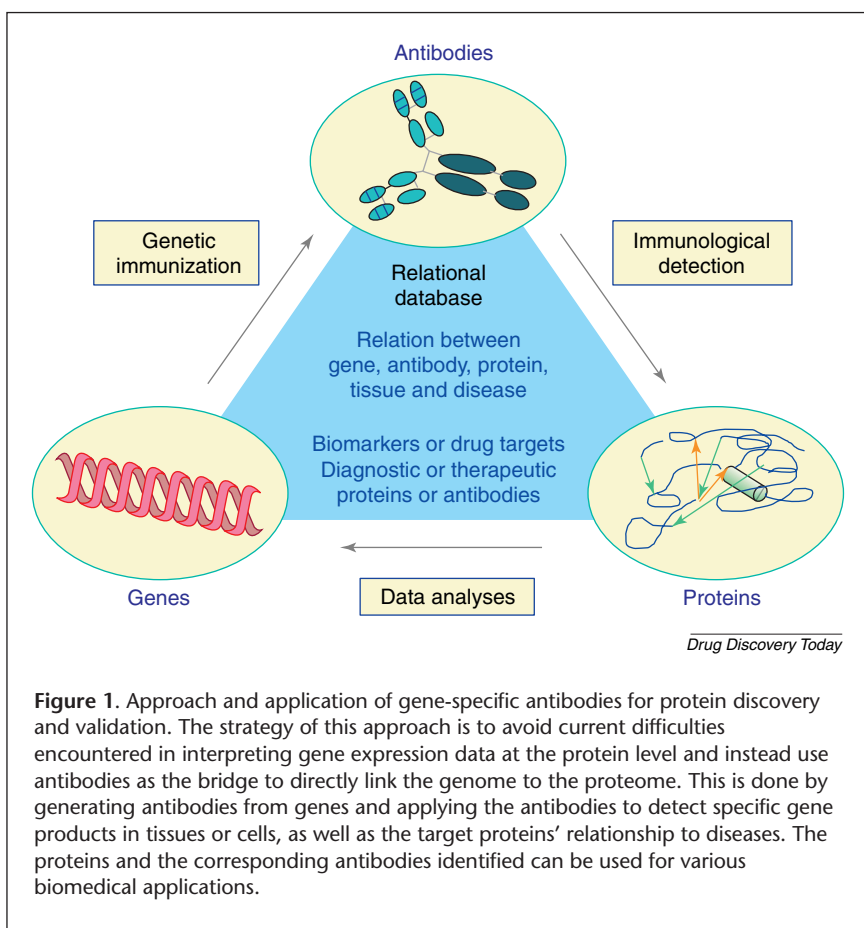 Antibodies
Genetic
immunization
Immunological
detection
Relational
database
Relation between
gene, antibody, protein,
tissue and disease
Biomarkers or drug targets
Diagnostic or therapeutic
proteins or antibodies
Genes
Data analyses
Proteins
Drug Discovery Today
Figure 1. Approach and application of gene-specific antibodies for protein discovery
and validation. The strategy of this approach is to avoid current difficulties
encountered in interpreting gene expression data at the protein level and instead use
antibodies as the bridge to directly link the genome to the proteome. This is done by
generating antibodies from genes and applying the antibodies to detect specific gene
products in tissues or cells, as well as the target proteins’ relationship to diseases. The
proteins and the corresponding antibodies identified can be used for various
biomedical applications.